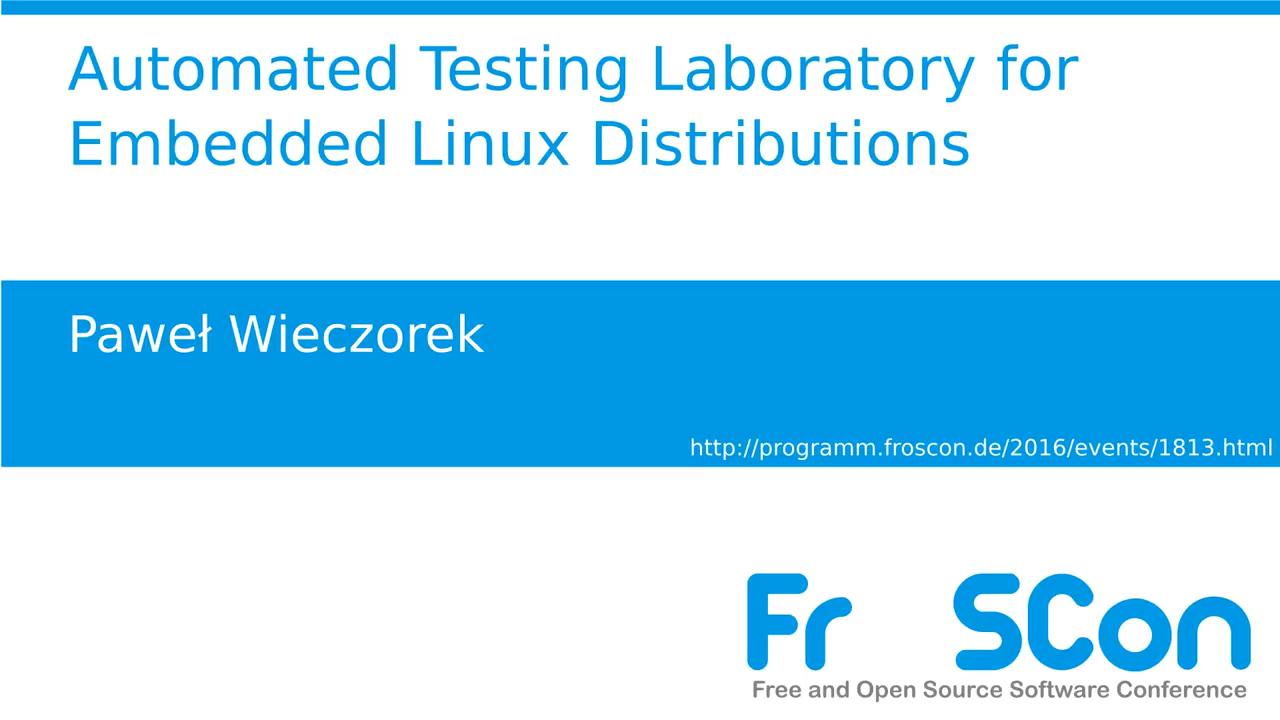 Automated Testing Laboratory for
Embedded Linux Distributions
Paweł Wieczorek
http://programm.froscon.de/2016/events/1813.html
Fr SCon
Free and Open Source Software Conference